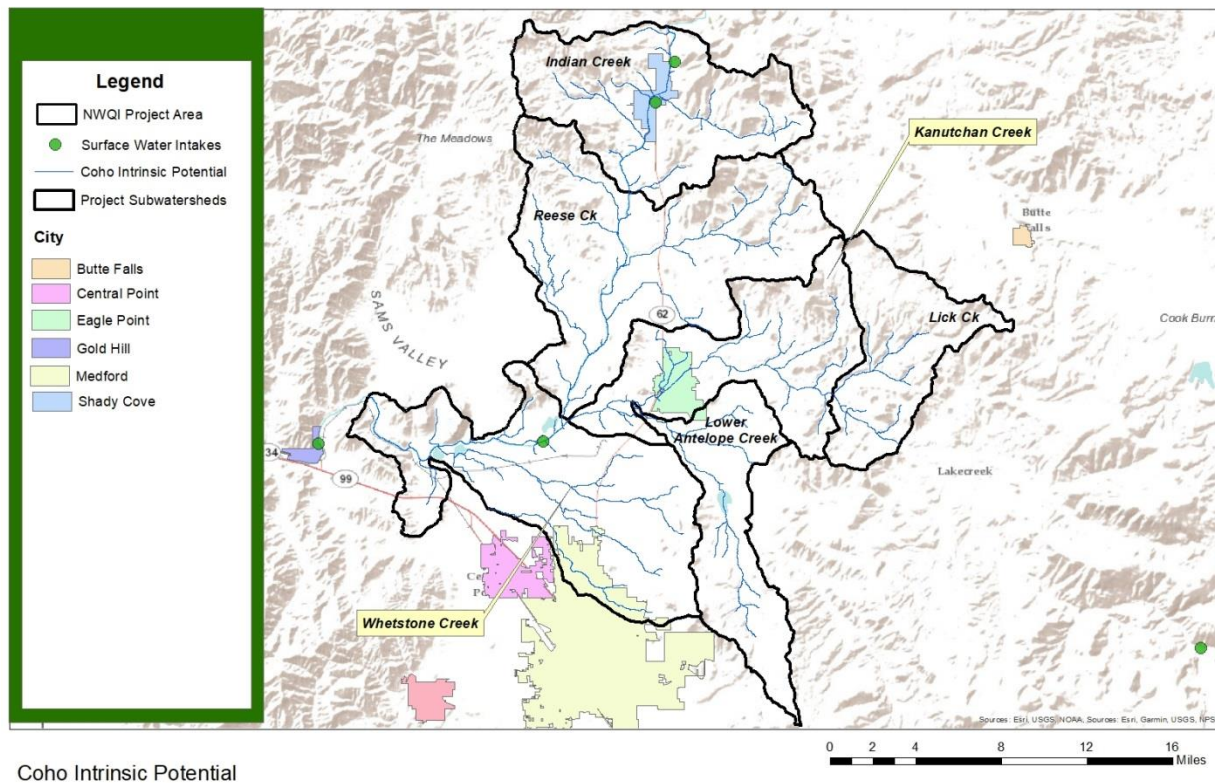 Legend
NWQI Project Area
Surface Water Intakes
Coho Intrinsic Potential
Project Subwatersheds
City
Butte Falls
Central Point
Eagle Point
Gold Hill
Medford
Shady Cove
Indian Creek
The Meadows
Kanutchan Creek
Reese Ck
Butte
Falls
SAMS VALLEY
62
Lick Ck
Cook Burn
Lower
Antelope Creek
34
99
Lakecreek
Ce
P
Whetstone Creek
Sources: Esri, USGS, NOAA, Sources: Esri, Garmin, USGS, NPS
0 2 4 8 12 16
Miles
Coho Intrinsic Potential